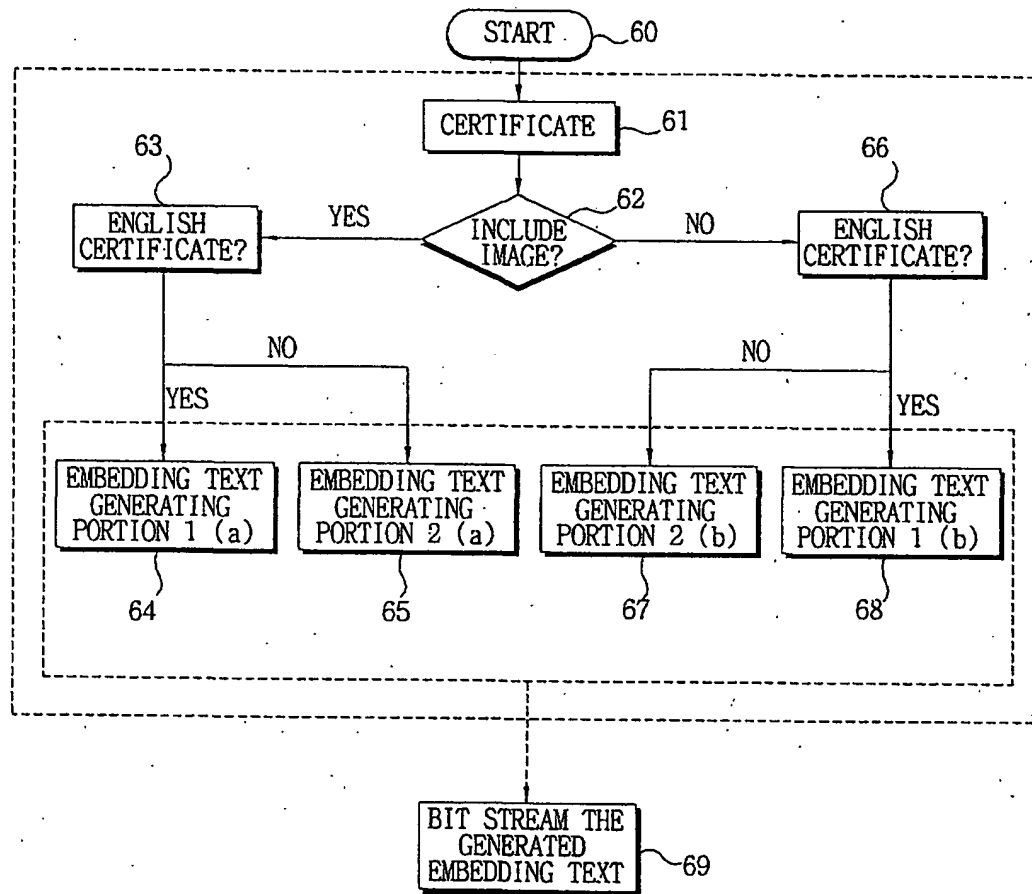 START
60
CERTIFICATE
61
63
66
62
ENGLISH
CERTIFICATE?
YES
INCLUDE
IMAGE?
NO
ENGLISH
CERTIFICATE?
NO
NO
YES
YES
EMBEDDING TEXT
GENERATING
PORTION 1 (a)
EMBEDDING TEXT
GENERATING
PORTION 2 (a)
EMBEDDING TEXT
GENERATING
PORTION 2 (b)
EMBEDDING TEXT
GENERATING
PORTION 1 (b)
64
65
67
68
BIT STREAM THE
GENERATED
EMBEDDING TEXT
69